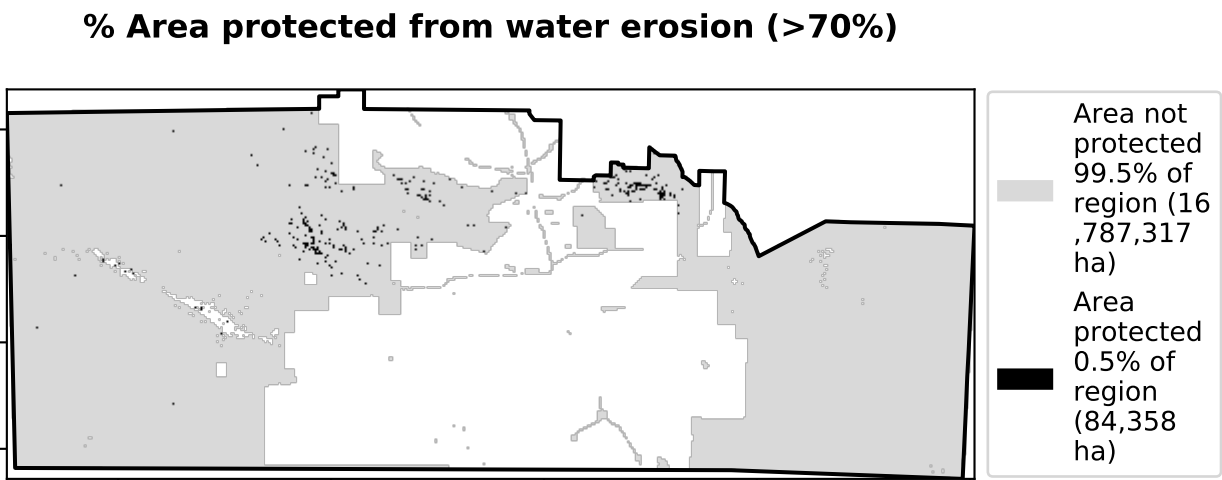 % Area protected from water erosion (>70%)
Area not
protected
99.5% of
region (16
,787,317
ha)
Area
protected
0.5% of
region
(84,358
ha)